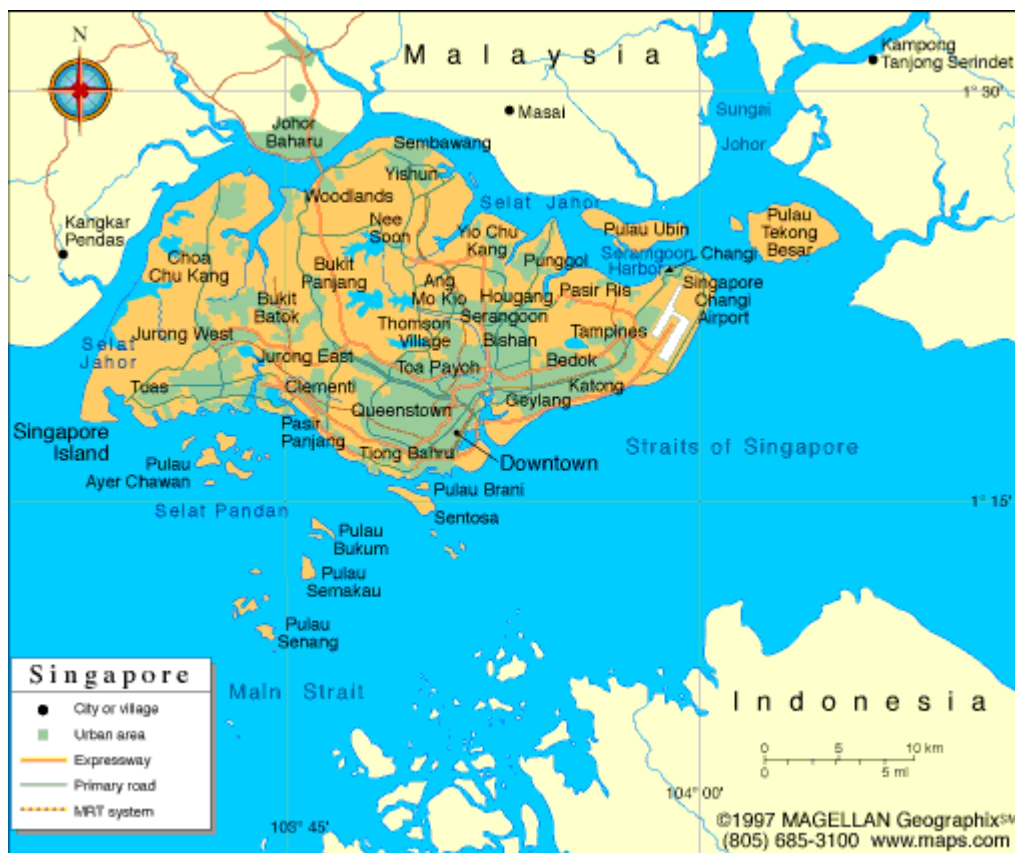 N
Malaysia
Kampong
Tanjong Serindet
1° 30'
Masai
Sungai
Johor
Johor
Baharu
Sembawang
Yishun
Woodlands
Selat Johor
Kangkar
Pendas
Nee
Soon
Yio Chu
Kang
Pulau Ubin
Pulau
Tekong
Besar
Choa
Chu Kang
Bukit
Panjang
Punggol
Seramgoon
Harbor
Changi
Ang
Mo Kio
Hougang
Pasir Ris
Singapore
Changi
Airport
Bukit
Batok
Serangoon
Thomson
Village
Bishan
Tampines
Jurong West
Selat
Jahor
Jurong East
Toa Payoh
Bedok
Toas
Clementi
Katong
Queenstown
Geylang
Singapore
Island
Pasir
Panjang
Tiong Bahru
Downtown
Straits of Singapore
Pulau
Ayer Chawan
Pulau Brani
Sentosa
1° 15'
Selat Pandan
Pulau
Bukum
Pulau
Semakau
Pulau
Senang
Main Strait
Indonesia
Singapore
City or village
Urban area
Expressway
Primary road
MRT system
0 5 10 km
0 5 ml
103° 45'
104° 00'
©1997 MAGELLAN Geographix℠
(805) 685-3100 www.maps.com